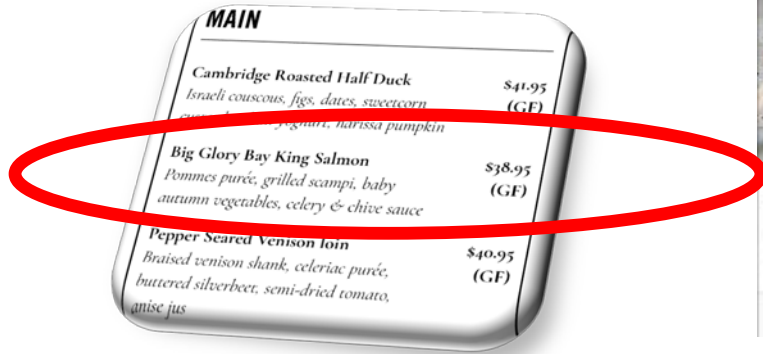 MAIN
Cambridge Roasted Half Duck $41.95
Israeli couscous, figs, dates, sweetcorn (GF)
yoghurt, harissa pumpkin
Big Glory Bay King Salmon $38.95
Pommes purée, grilled scampi, baby (GF)
autumn vegetables, celery & chive sauce
Pepper Seared Venison loin $40.95
Braised venison shank, celeriac purée, (GF)
buttered silverbeet, semi-dried tomato,
anise jus